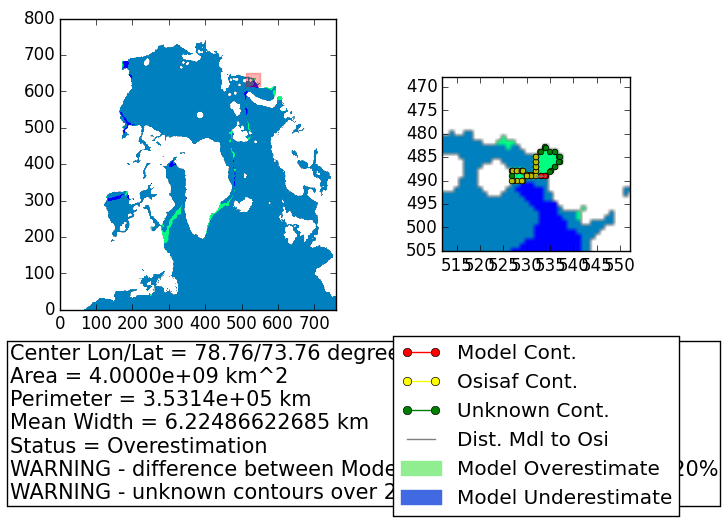 800
700
600
500
400
300
200
100
0
0 100 200 300 400 500 600 700
470
475
480
485
490
495
500
505
515 520 525 530 535 540 545 550
Center Lon/Lat = 78.76/73.76
Area = 4.0000e+09 km^2
Perimeter = 3.5314e+05 km
Mean Width = 6.22486622685 km
Status = Overestimation
WARNING - difference between 20%
WARNING - unknown contours over
Model Cont.
Osisaf Cont.
Unknown Cont.
Dist. Mdl to Osi
Model Overestimate
Model Underestimate